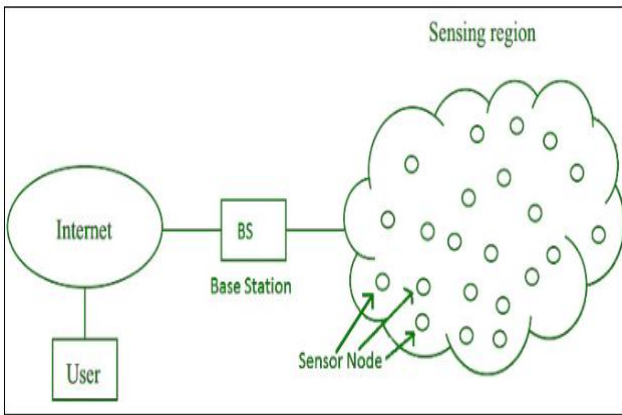 Sensing region
Internet
BS
Base Station
Sensor Node
User